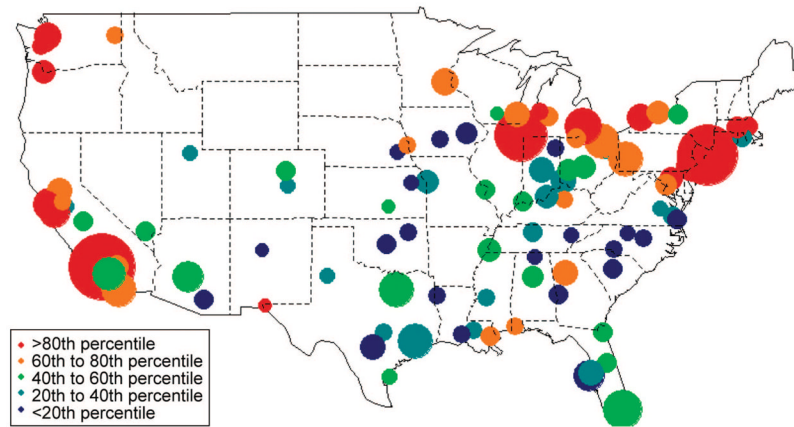 >80th percentile
60th to 80th percentile
40th to 60th percentile
20th to 40th percentile
<20th percentile